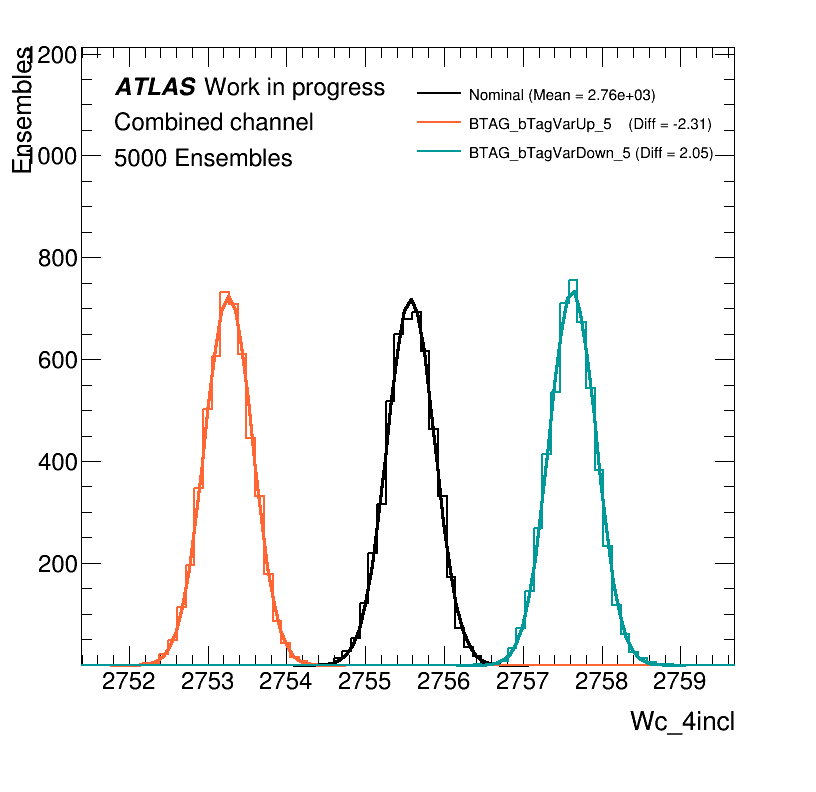 Ensembles
ATLAS Work in progress
Combined channel
5000 Ensembles
Nominal (Mean = 2.76e+03)
BTAG_bTagVarUp_5 (Diff = -2.31)
BTAG_bTagVarDown_5 (Diff = 2.05)
1200
1000
800
600
400
200
2752 2753 2754 2755 2756 2757 2758 2759
Wc_4incl